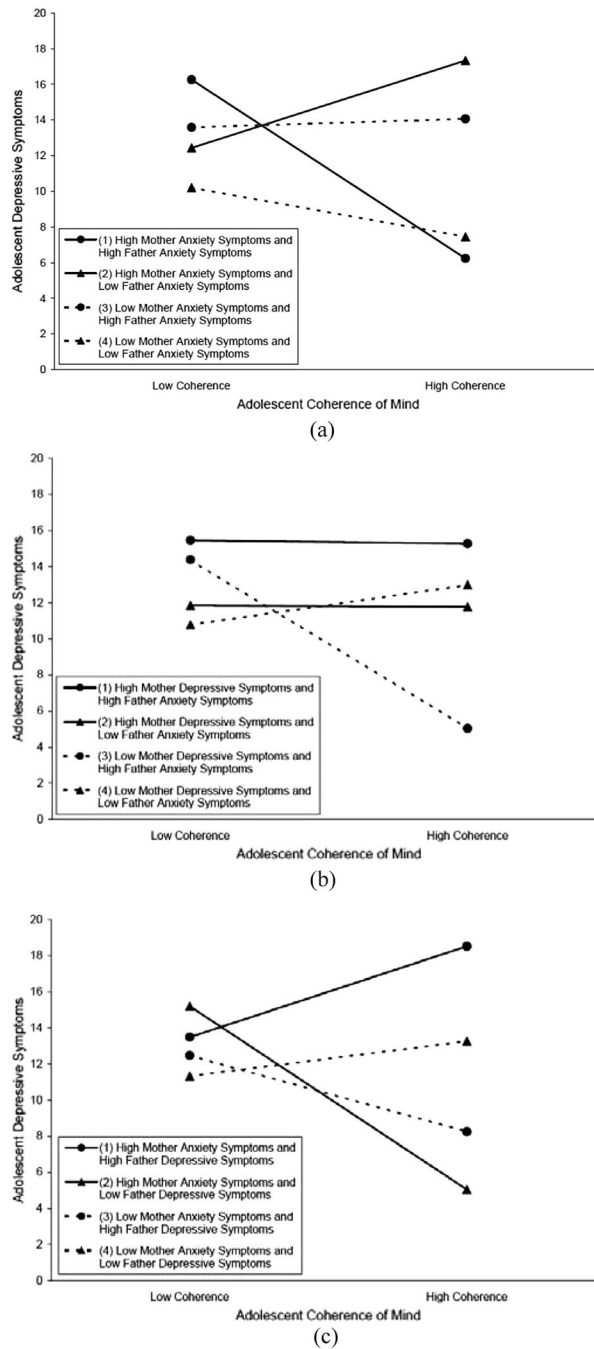 20
18
16
14
12
10
8
6
4
2
0
Adolescent Depressive Symptoms
(1) High Mother Anxiety Symptoms and
High Father Anxiety Symptoms
(2) High Mother Anxiety Symptoms and
Low Father Anxiety Symptoms
(3) Low Mother Anxiety Symptoms and
High Father Anxiety Symptoms
(4) Low Mother Anxiety Symptoms and
Low Father Anxiety Symptoms
Low Coherence
High Coherence
Adolescent Coherence of Mind
(a)
20
18
16
14
12
10
8
6
4
2
0
Adolescent Depressive Symptoms
(1) High Mother Depressive Symptoms and
High Father Anxiety Symptoms
(2) High Mother Depressive Symptoms and
Low Father Anxiety Symptoms
(3) Low Mother Depressive Symptoms and
High Father Anxiety Symptoms
(4) Low Mother Depressive Symptoms and
Low Father Anxiety Symptoms
Low Coherence
High Coherence
Adolescent Coherence of Mind
(b)
20
18
16
14
12
10
8
6
4
2
0
Adolescent Depressive Symptoms
(1) High Mother Anxiety Symptoms and
High Father Depressive Symptoms
(2) High Mother Anxiety Symptoms and
Low Father Depressive Symptoms
(3) Low Mother Anxiety Symptoms and
High Father Depressive Symptoms
(4) Low Mother Anxiety Symptoms and
Low Father Depressive Symptoms
Low Coherence
High Coherence
Adolescent Coherence of Mind
(c)